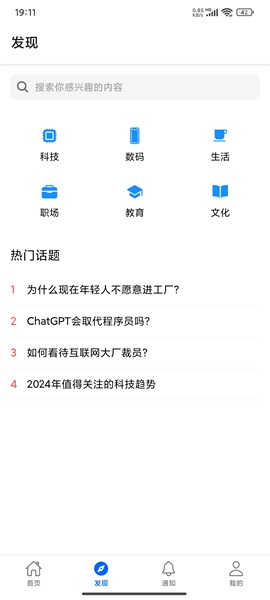 19:11
0.85 KB/s HD 42
发现
搜索你感兴趣的内容
科技 数码 生活
职场 教育 文化
热门话题
1 为什么现在年轻人不愿意进工厂?
2 ChatGPT会取代程序员吗?
3 如何看待互联网大厂裁员?
4 2024年值得关注的科技趋势
首页 发现 通知 我的